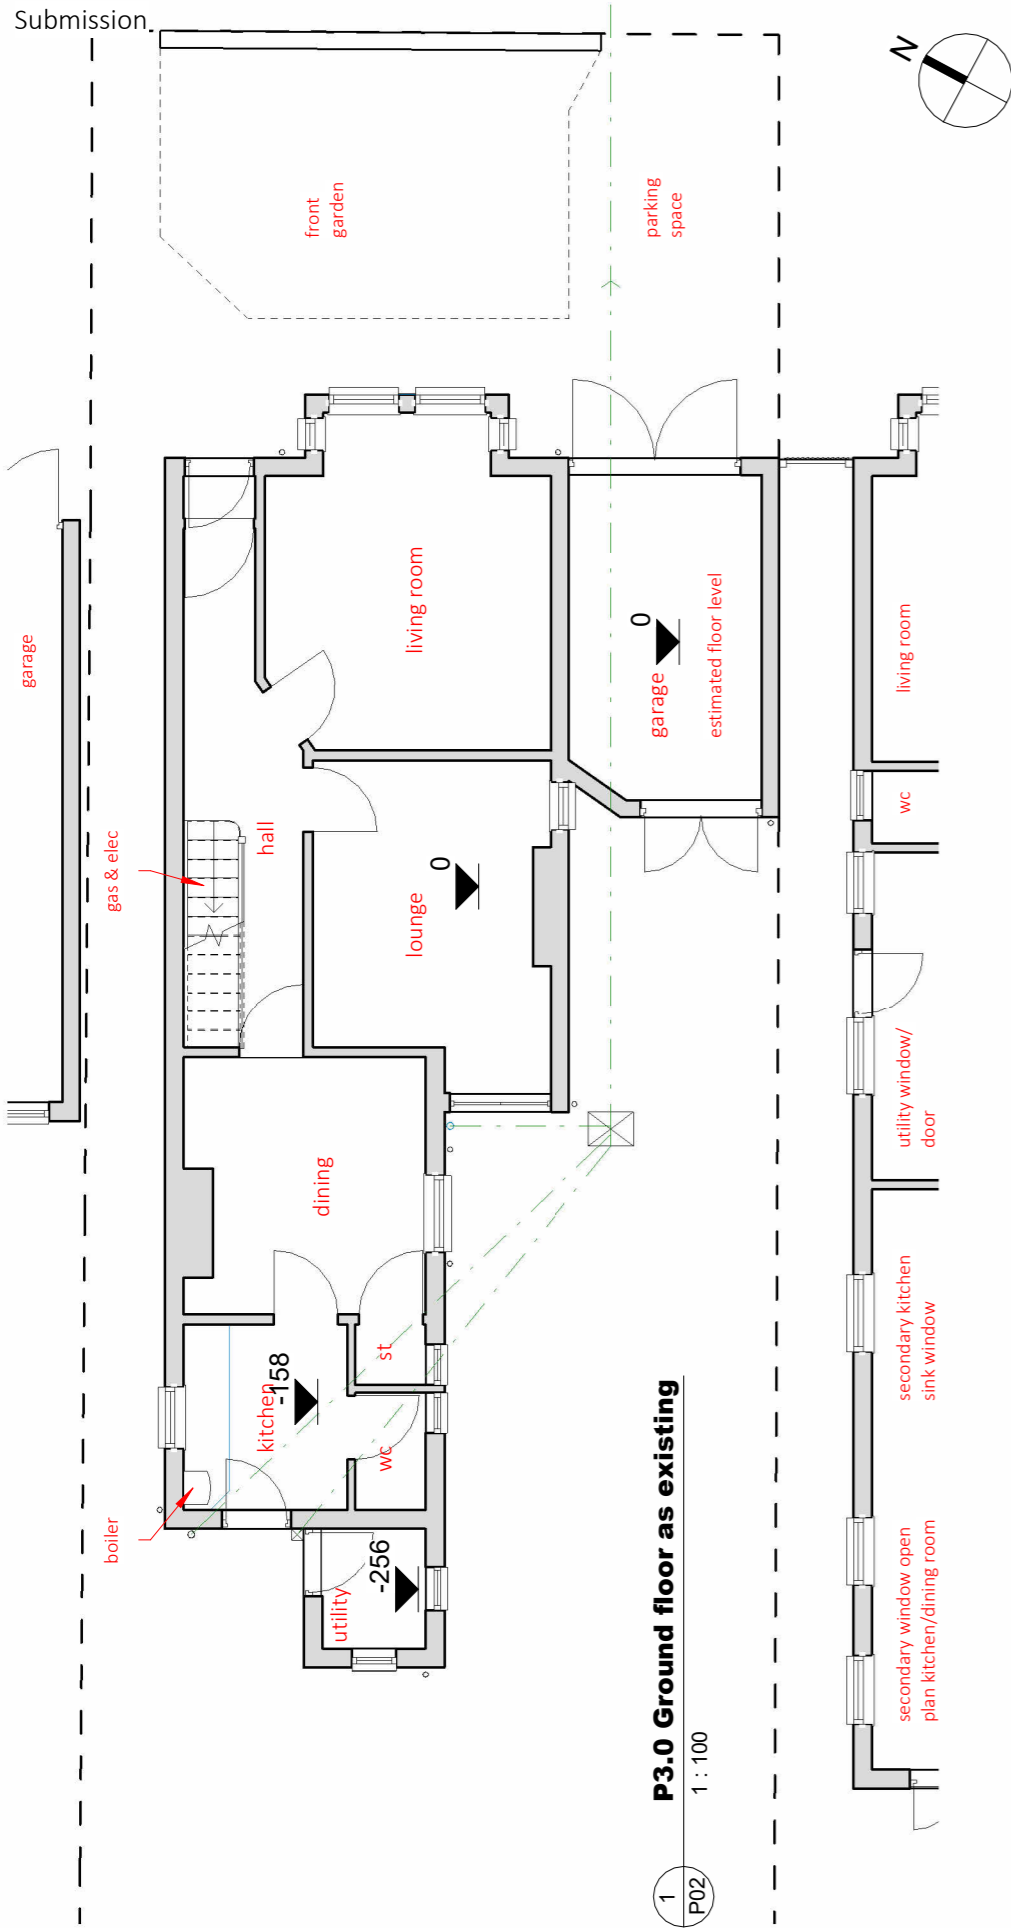 Submission
N
front
garden
parking
space
garage
living room
garage
0
estimated floor level
living room
gas & elec
hall
lounge
0
wc
utility window/
door
dining
secondary kitchen
sink window
kitchen
-158
st
wc
boiler
utility
-256
secondary window open
plan kitchen/dining room
P3.0 Ground floor as existing
1 : 100
1
P02